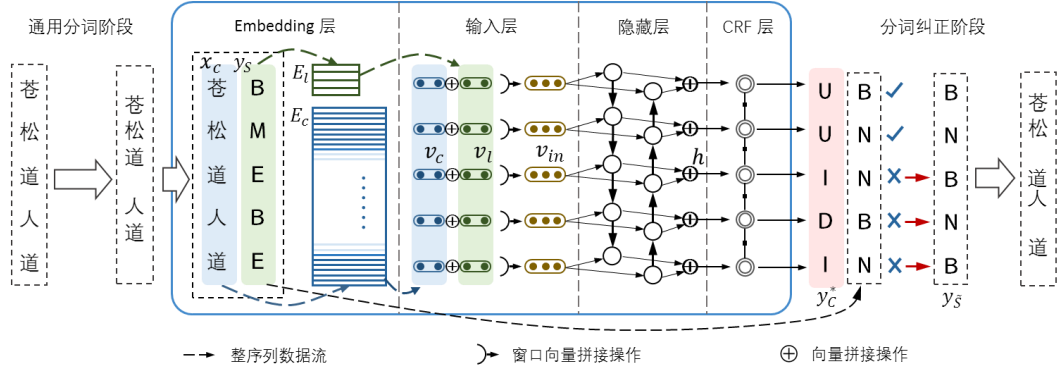 通用分词阶段
Embedding 层
输入层
隐藏层
CRF 层
分词纠正阶段
苍松道人道
苍松道 人道
x_c y_s
苍 B
松 M
道 E
人 B
道 E
E_l
E_c
v_c v_l v_in
h
U B B
U N N
I N B
D B N
I N B
y_C^* y_s̄
苍松 道人 道
整序列数据流
窗口向量拼接操作
向量拼接操作